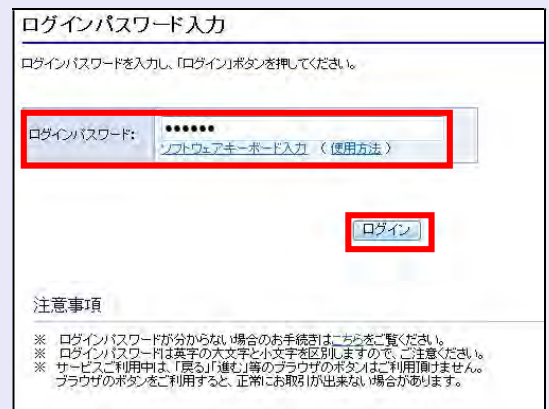 ログインパスワード入力
ログインパスワードを入力し、「ログイン」ボタンを押してください。
ログインパスワード: ●●●●●●
ソフトウェアキーボード入力 ( 使用方法 )
ログイン
注意事項
※ ログインパスワードが分からない場合のお手続きはこちらをご覧ください。
※ ログインパスワードは英字の大文字と小文字を区別しますので、ご注意ください。
※ サービスご利用中は、「戻る」「進む」等のブラウザのボタンはご利用頂けません。
ブラウザのボタンをご利用すると、正常にお取引が出来ない場合があります。